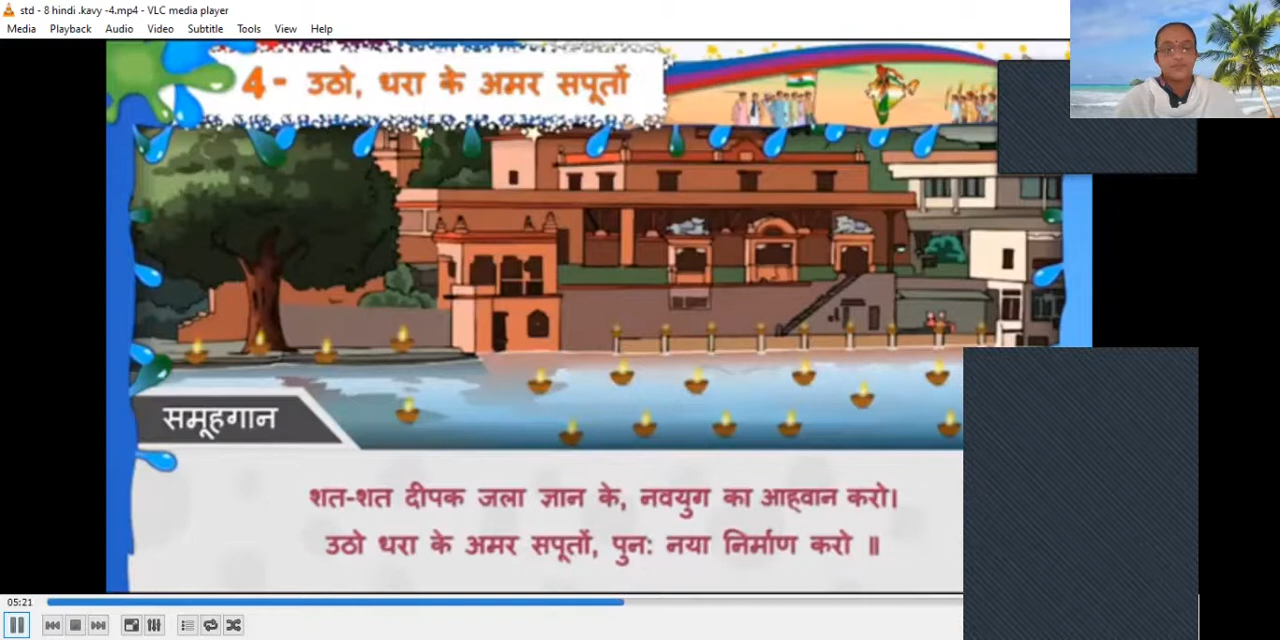 std - 8 hindi .kavy -4.mp4 - VLC media player
Media Playback Audio Video Subtitle Tools View Help
4 - उठो, धरा के अमर सपूतों
समूहगान
शत-शत दीपक जला ज्ञान के, नवयुग का आह्वान करो।
उठो धरा के अमर सपूतों, पुनः नया निर्माण करो ॥
05:21